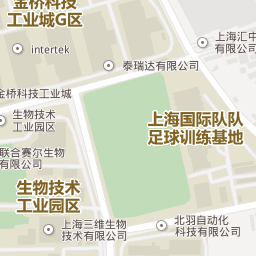 金桥科技
工业城G区
intertek
上海汇中
泰瑞达有限公司
金桥科技工业城
生物技术
工业园区
上海国际队队
足球训练基地
联合赛尔生物
有限公司
生物技术
工业园区
上海三维生物
技术有限公司
北羽自动化
科技有限公司